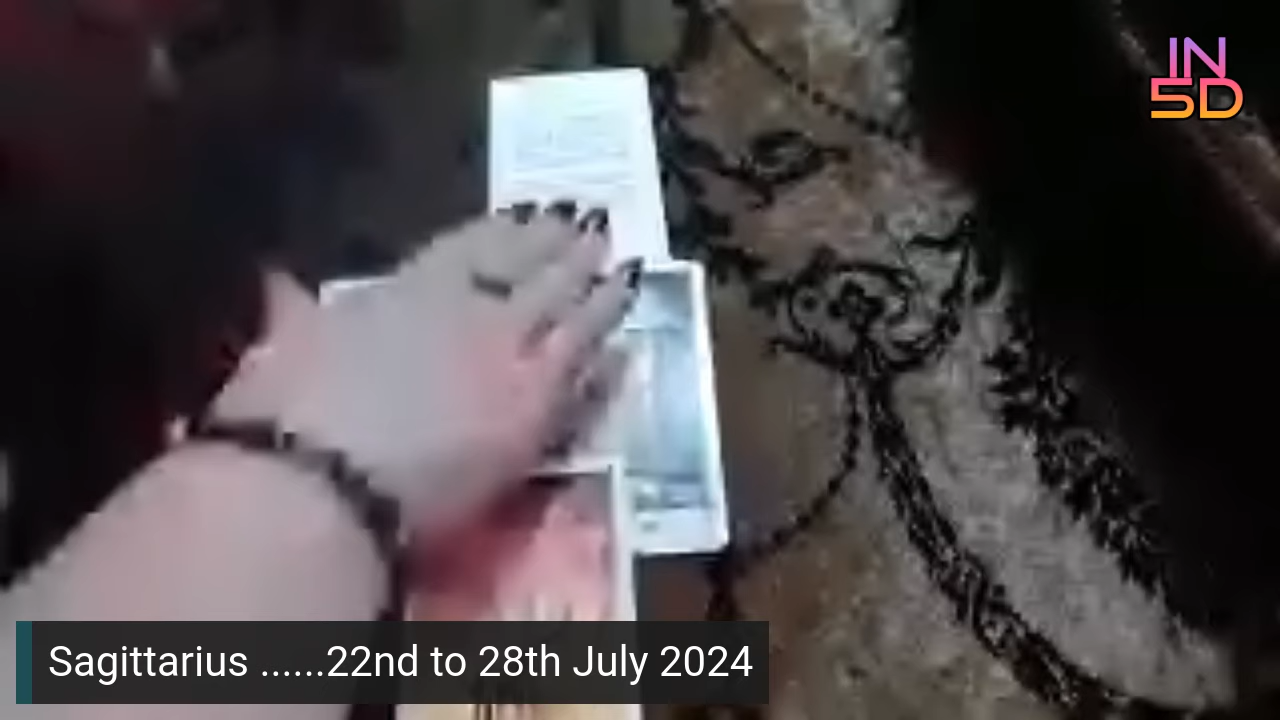 IN
5D
Sagittarius ......22nd to 28th July 2024